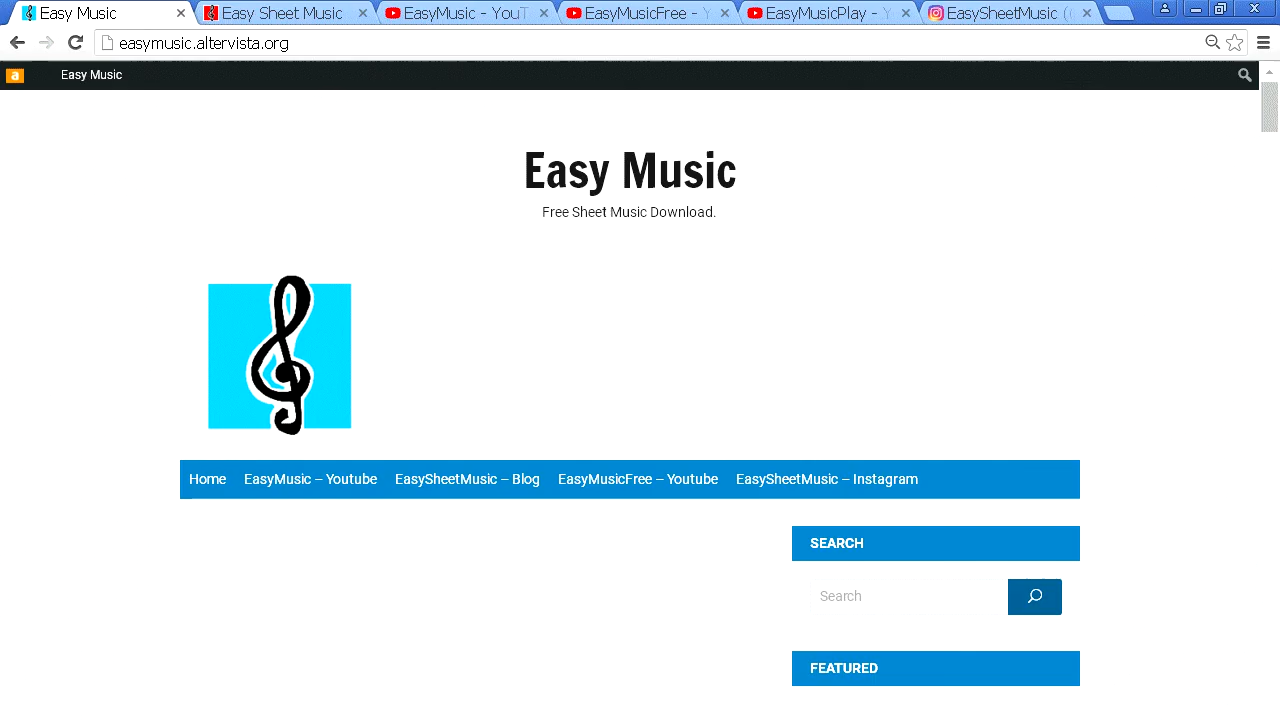 Easy Music
Easy Sheet Music
EasyMusic - YouT
EasyMusicFree - Y
EasyMusicPlay - Y
EasySheetMusic (
easymusic.altervista.org
a
Easy Music
Easy Music
Free Sheet Music Download.
Home EasyMusic – Youtube EasySheetMusic – Blog EasyMusicFree – Youtube EasySheetMusic – Instagram
SEARCH
Search
FEATURED